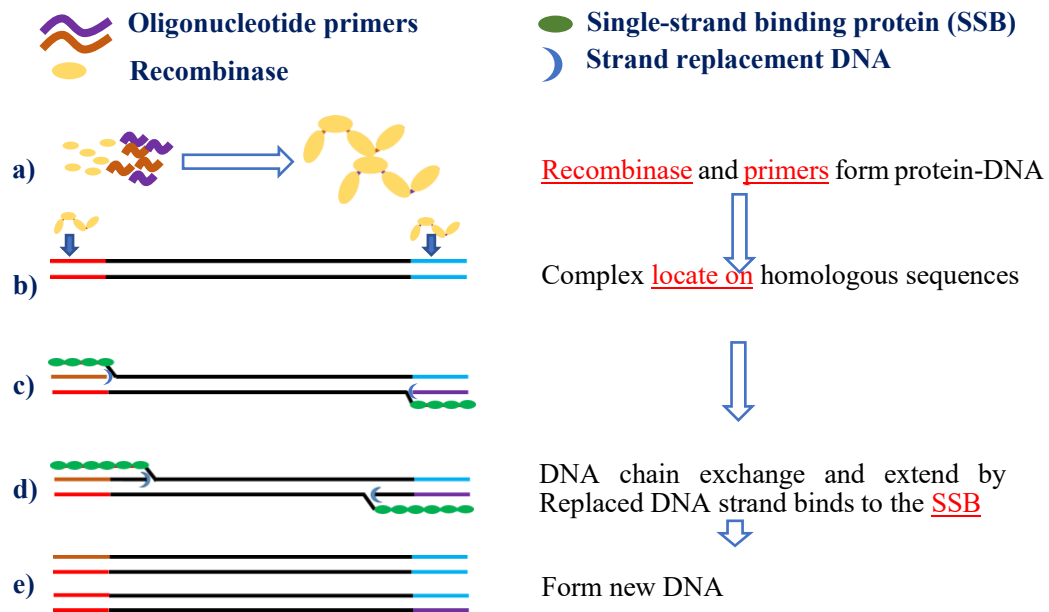 Oligonucleotide primers
Recombinase
Single-strand binding protein (SSB)
Strand replacement DNA
a)
Recombinase and primers form protein-DNA
b)
Complex locate on homologous sequences
c)
d)
DNA chain exchange and extend by
Replaced DNA strand binds to the SSB
e)
Form new DNA